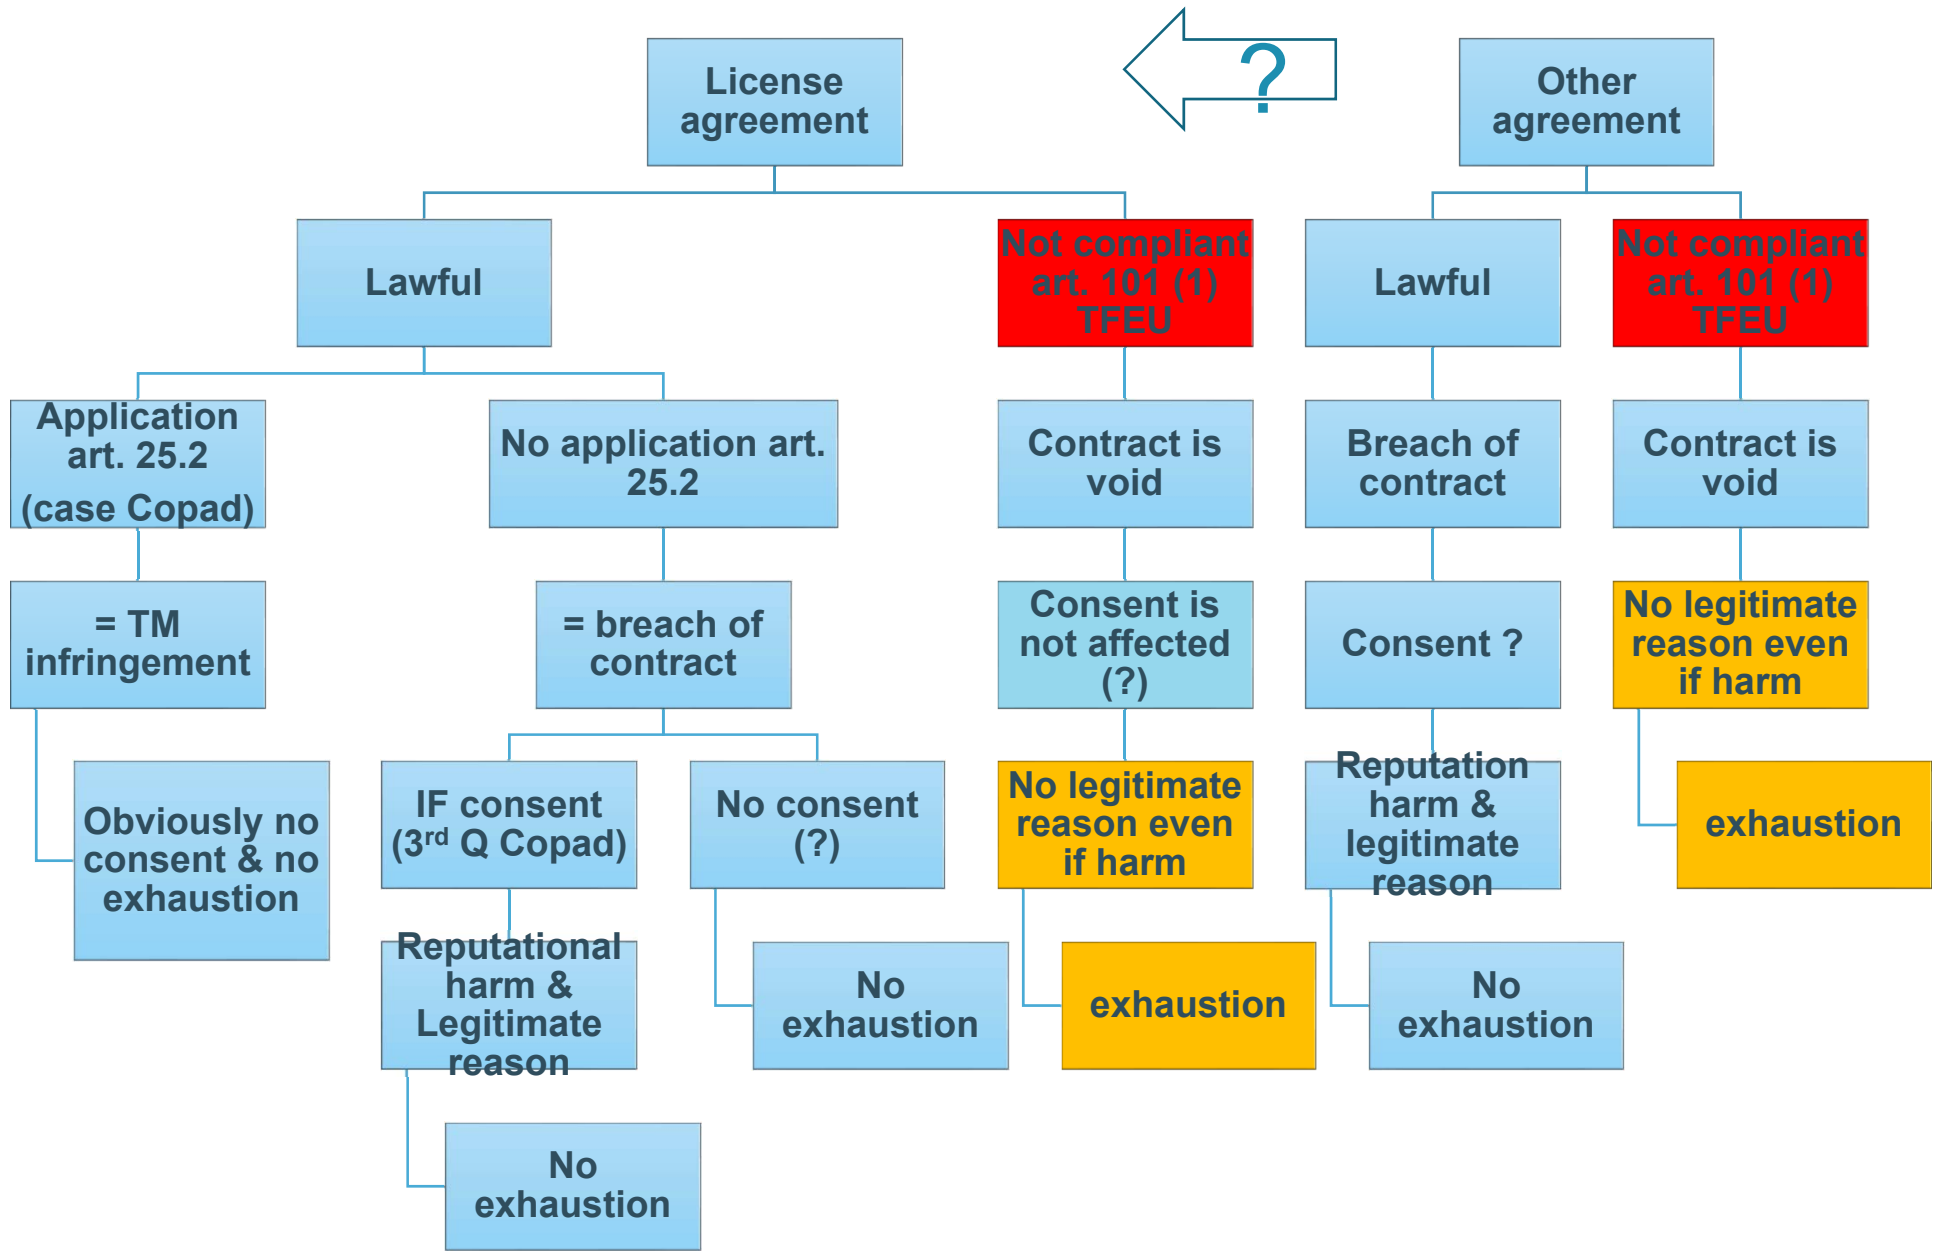 License
agreement
?
Other
agreement
Lawful
Not compliant
art. 101 (1)
TFEU
Lawful
Not compliant
art. 101 (1)
TFEU
Application
art. 25.2
(case Copad)
No application art.
25.2
Contract is
void
Breach of
contract
Contract is
void
= TM
infringement
= breach of
contract
Consent is
not affected
(?)
Consent ?
No legitimate
reason even
if harm
Obviously no
consent & no
exhaustion
IF consent
(3rd Q Copad)
No consent
(?)
No legitimate
reason even
if harm
Reputation
harm &
legitimate
reason
exhaustion
Reputational
harm &
Legitimate
reason
No
exhaustion
exhaustion
No
exhaustion
No
exhaustion